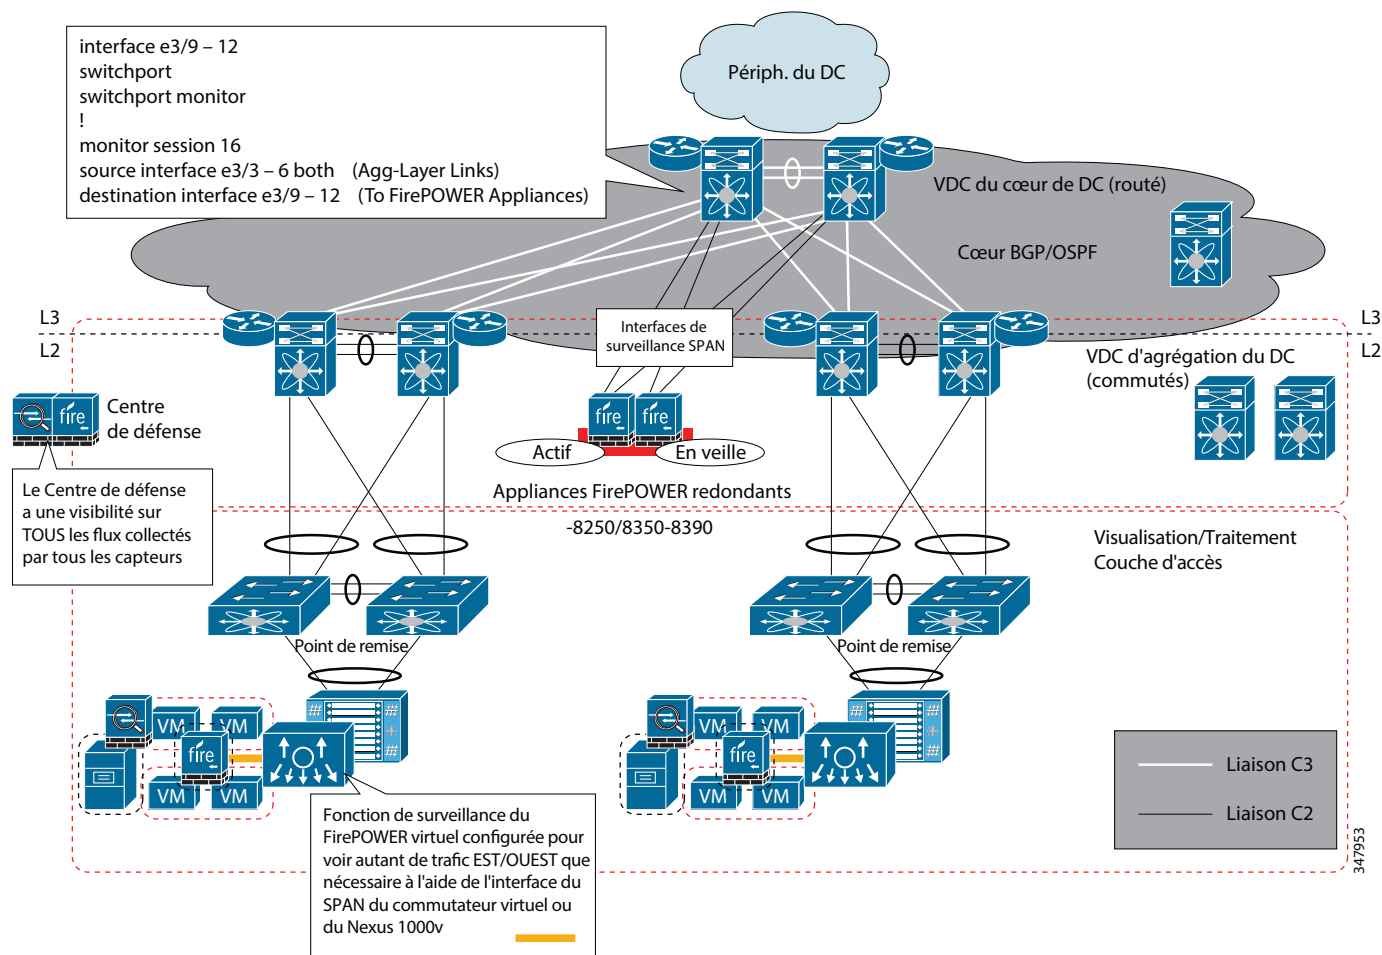 interface e3/9 – 12
switchport
switchport monitor
!
monitor session 16
source interface e3/3 – 6 both (Agg-Layer Links)
destination interface e3/9 – 12 (To FirePOWER Appliances)
Périph. du DC
VDC du cœur de DC (routé)
Cœur BGP/OSPF
L3
L2
L3
L2
Interfaces de
surveillance SPAN
VDC d'agrégation du DC
(commutés)
fire
Centre
de défense
fire
fire
Actif
En veille
Appliances FirePOWER redondants
-8250/8350-8390
Le Centre de défense
a une visibilité sur
TOUS les flux collectés
par tous les capteurs
Visualisation/Traitement
Couche d'accès
Point de remise
Point de remise
VM
VM
fire
VM
VM
##
##
##
VM
VM
fire
VM
VM
##
##
##
Fonction de surveillance du
FirePOWER virtuel configurée pour
voir autant de trafic EST/OUEST que
nécessaire à l'aide de l'interface du
SPAN du commutateur virtuel ou
du Nexus 1000v
Liaison C3
Liaison C2
347953